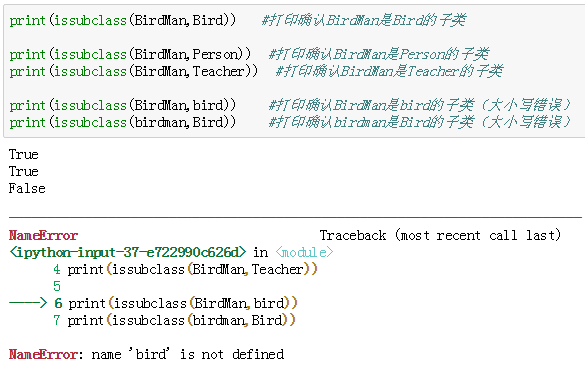 print(issubclass(BirdMan,Bird))   #打印确认BirdMan是Bird的子类
print(issubclass(BirdMan,Person))  #打印确认BirdMan是Person的子类
print(issubclass(BirdMan,Teacher))  #打印确认BirdMan是Teacher的子类
print(issubclass(BirdMan,bird))    #打印确认BirdMan是bird的子类（大小写错误）
print(issubclass(birdman,Bird))    #打印确认birdman是Bird的子类（大小写错误）
True
True
False
NameError                                 Traceback (most recent call last)
<ipython-input-37-e722990c626d> in <module>
      4 print(issubclass(BirdMan,Teacher))
      5
----> 6 print(issubclass(BirdMan,bird))
      7 print(issubclass(birdman,Bird))
NameError: name 'bird' is not defined